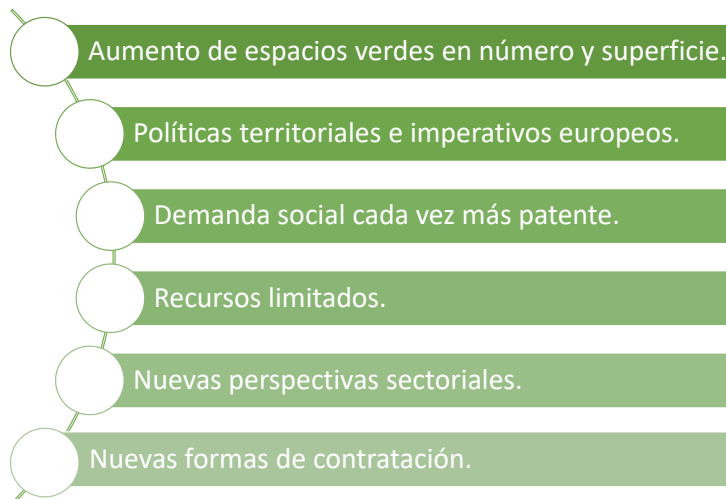 Aumento de espacios verdes en número y superficie.
Políticas territoriales e imperativos europeos.
Demanda social cada vez más patente.
Recursos limitados.
Nuevas perspectivas sectoriales.
Nuevas formas de contratación.